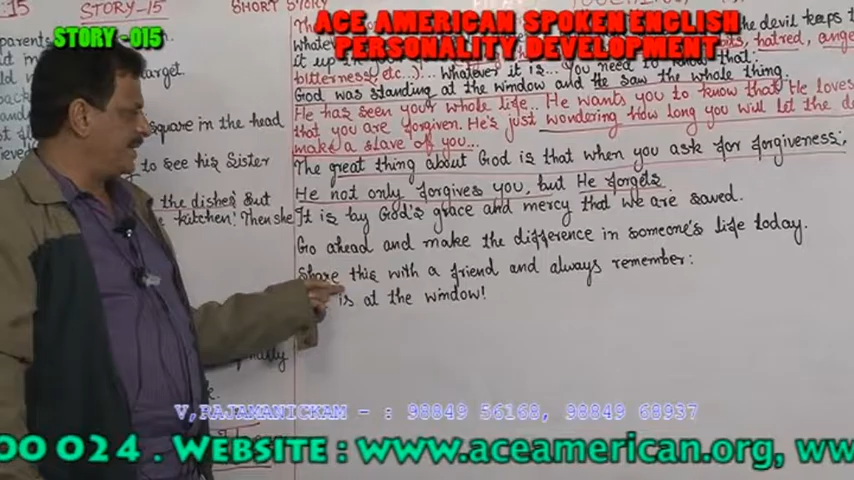 :15 STORY-15
SHORT STORY
STORY -015
ACE AMERICAN SPOKEN ENGLISH
PERSONALITY DEVELOPMENT
parents
target.
square in the head
to see his Sister
the dishes but
kitchen! Then she
the devil keeps
hatred, ange
it up
bitterness, etc...)... Whatever it is... you need to know that:
God was standing at the window and He saw the whole thing.
He has seen your whole life.. He wants you to know that He loves
that you are forgiven. He's just wondering how long you will let the de
make a slave of you...
The great thing about God is that when you ask for forgiveness;
He not only forgives you, but He forgets.
It is by God's grace and mercy that we are saved.
Go ahead and make the difference in someone's life today.
Share this with a friend and always remember:
is at the window!
V,RAJAMANICKAM - : 98849 56168, 98849 68937
00 024 . WEBSITE : www.aceamerican.org, ww